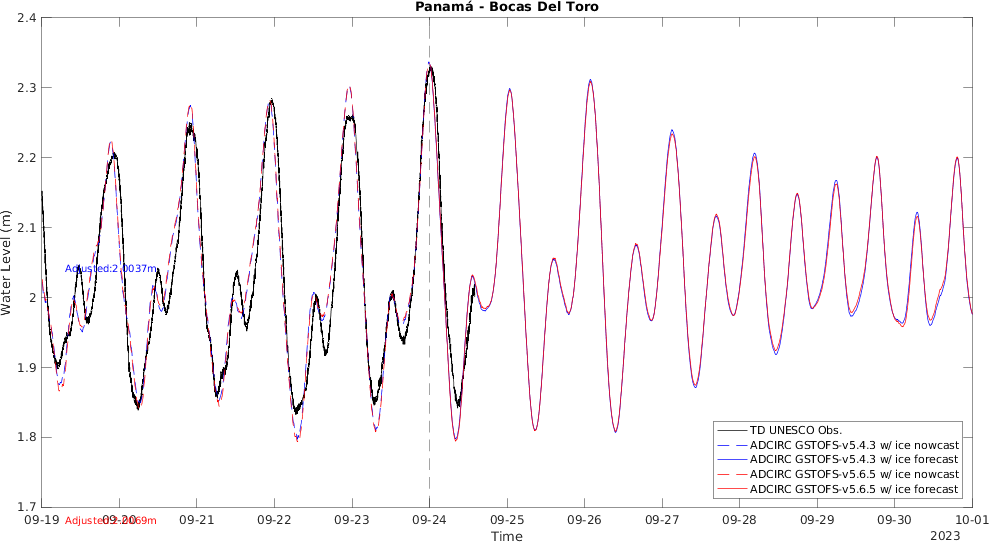 Panamá - Bocas Del Toro
2.4
2.3
2.2
2.1
2
1.9
1.8
1.7
Water Level (m)
Adjusted:2.0037m
TD UNESCO Obs.
ADCIRC GSTOFS-v5.4.3 w/ ice nowcast
ADCIRC GSTOFS-v5.4.3 w/ ice forecast
ADCIRC GSTOFS-v5.6.5 w/ ice nowcast
ADCIRC GSTOFS-v5.6.5 w/ ice forecast
09-19 09-20 09-21 09-22 09-23 09-24 09-25 09-26 09-27 09-28 09-29 09-30 10-01
Time
2023